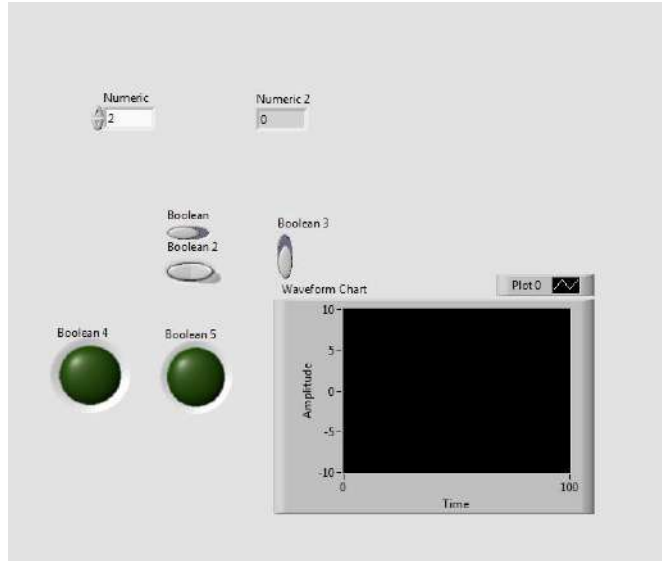 Numeric
2
Numeric 2
0
Boolean
Boolean 2
Boolean 3
Waveform Chart
Plot 0
Boolean 4
Boolean 5
Amplitude
10
5
0
-5
-10
0
100
Time